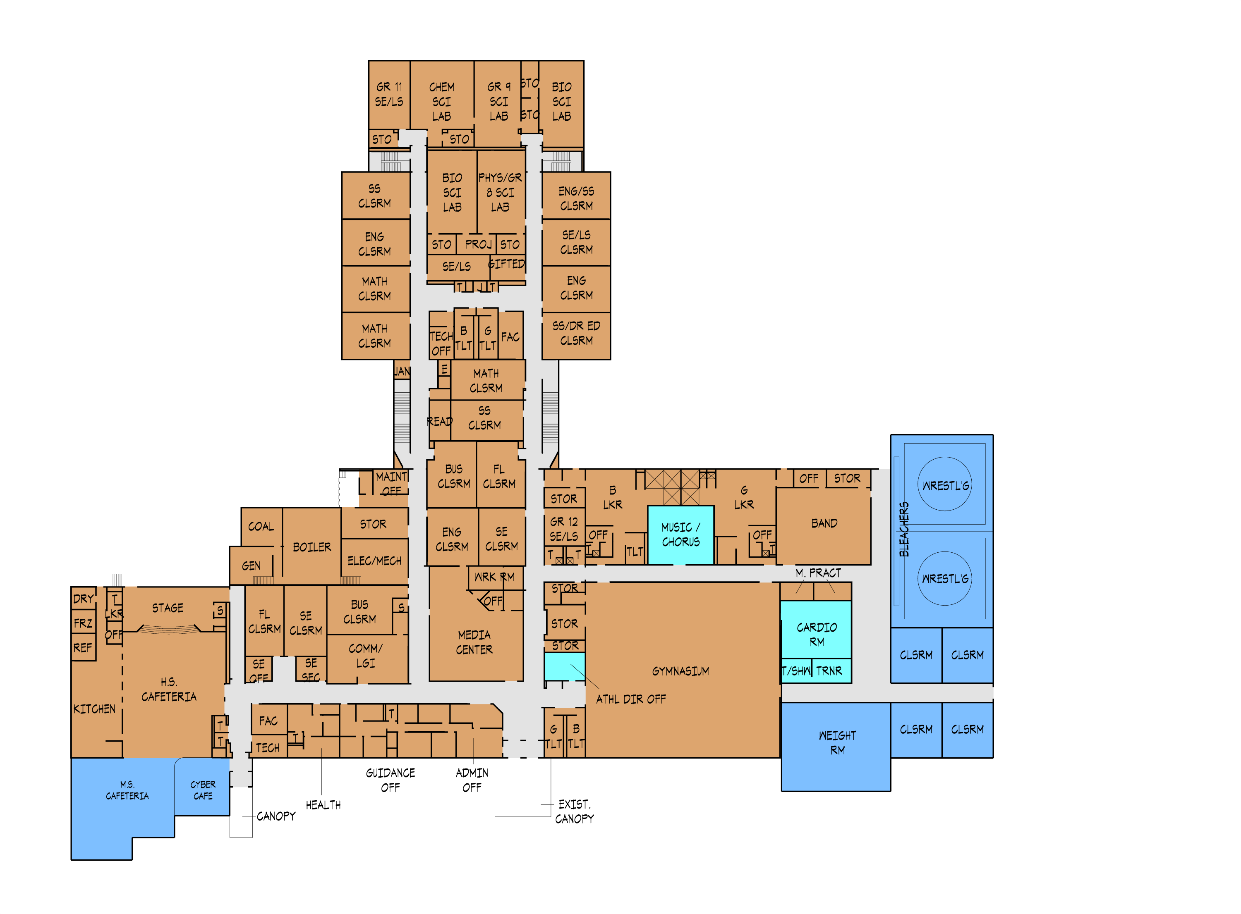 GR 11
SE/LS
CHEM
SCI
LAB
GR 9
SCI
LAB
STO
STO
BIO
SCI
LAB
STO
STO
SS
CLSRM
BIO
SCI
LAB
PHYS/GR
8 SCI
LAB
ENG/SS
CLSRM
ENG
CLSRM
STO
PROJ
STO
SE/LS
CLSRM
SE/LS
GIFTED
MATH
CLSRM
T
T
ENG
CLSRM
MATH
CLSRM
TECH
OFF
B
TLT
G
TLT
FAC
SS/DR ED
CLSRM
JAN
E
MATH
CLSRM
READ
SS
CLSRM
MAINT
OFF
BUS
CLSRM
FL
CLSRM
STOR
B
LKR
G
LKR
OFF
STOR
WRESTL'G
BLEACHERS
COAL
BOILER
STOR
ENG
CLSRM
SE
CLSRM
GR 12
SE/LS
OFF
MUSIC /
CHORUS
OFF
BAND
GEN
ELEC/MECH
T
T
TLT
T
WRK RM
OFF
M. PRACT
WRESTL'G
DRY
T
LKR
STAGE
S
FL
CLSRM
SE
CLSRM
BUS
CLSRM
S
STOR
STOR
STOR
FRZ
OFF
REF
COMM/
LGI
MEDIA
CENTER
CARDIO
RM
SE
OFF
SE
SEC
GYMNASIUM
T/SHW
TRNR
CLSRM
CLSRM
H.S.
CAFETERIA
ATHL DIR OFF
KITCHEN
T
T
FAC
TECH
T
T
G
TLT
B
TLT
WEIGHT
RM
CLSRM
CLSRM
M.S.
CAFETERIA
CYBER
CAFE
GUIDANCE
OFF
ADMIN
OFF
HEALTH
CANOPY
EXIST.
CANOPY